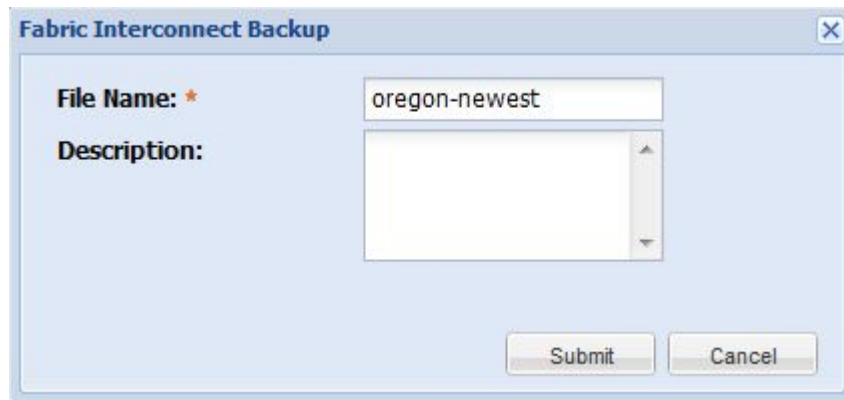 Fabric Interconnect Backup
File Name: * oregon-newest
Description:
Submit Cancel